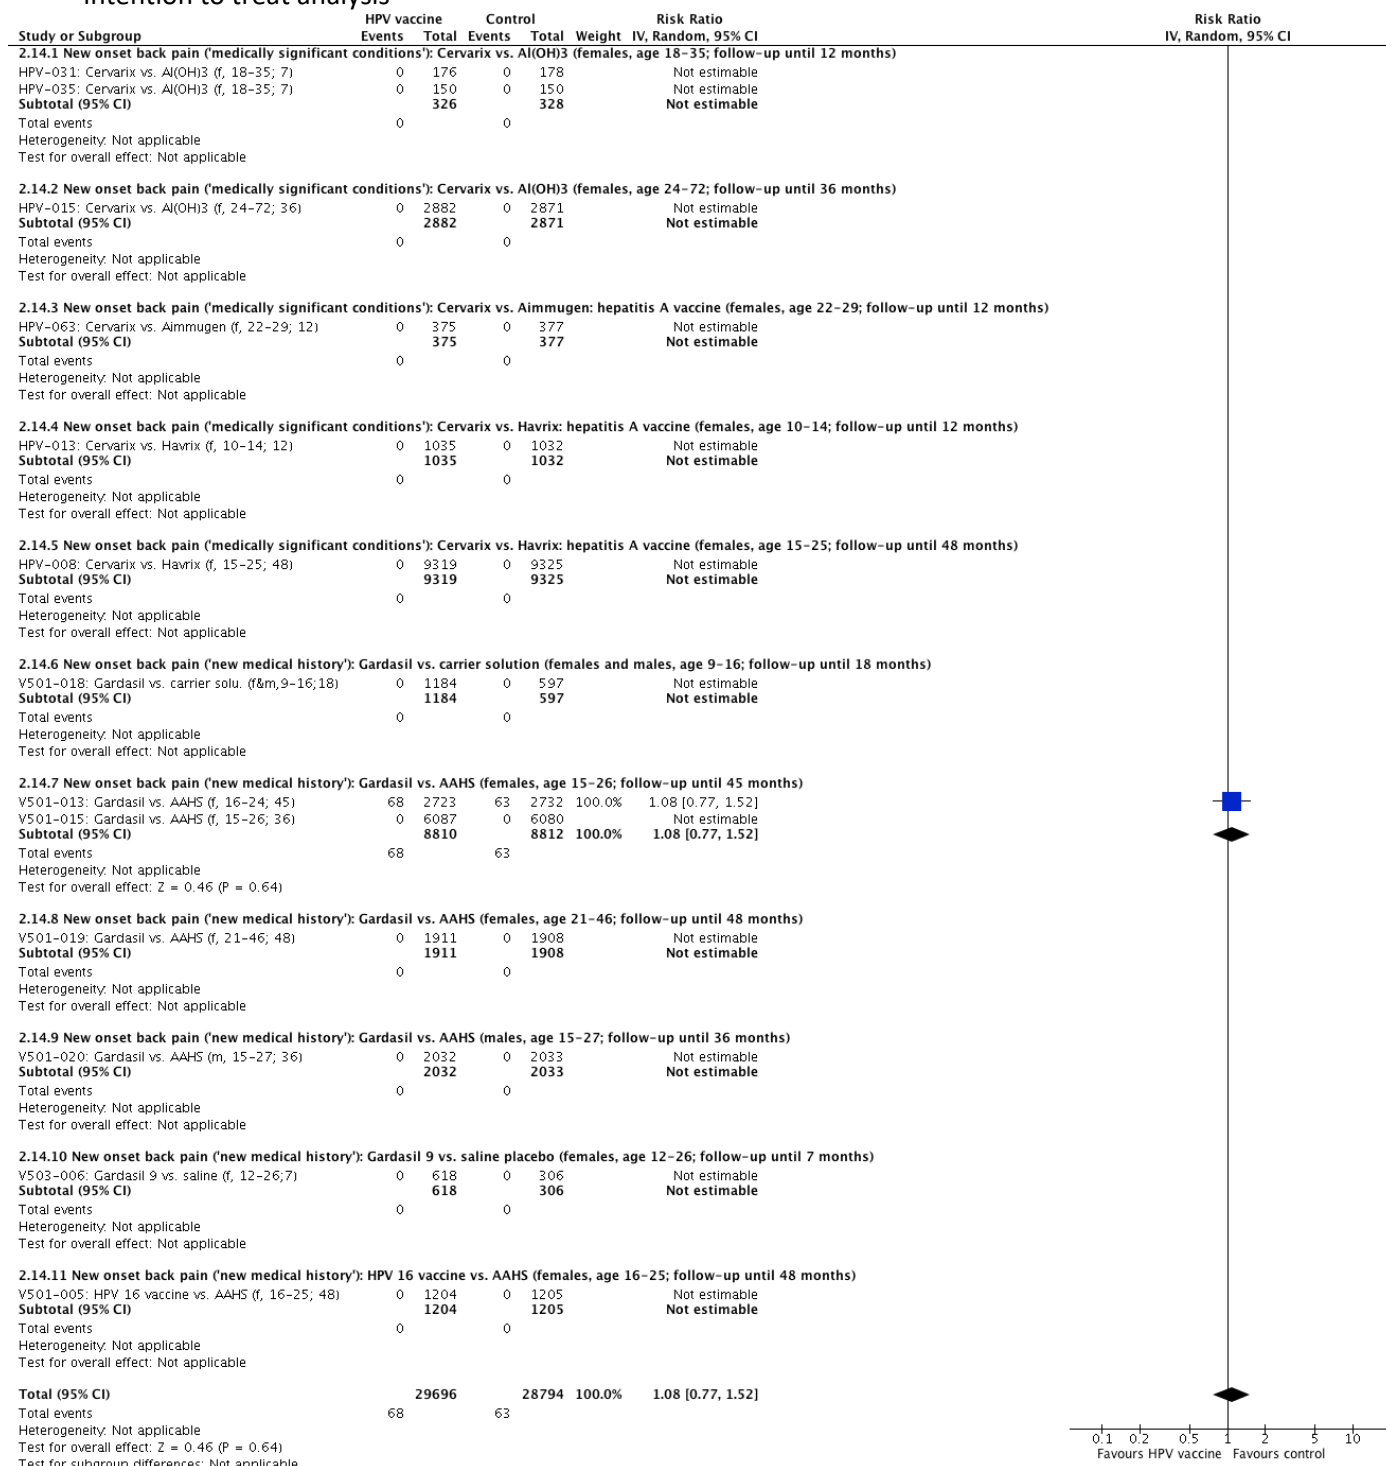 intention to treat analysis
HPV vaccine Control Risk Ratio Risk Ratio
Study or Subgroup Events Total Events Total Weight IV, Random, 95% CI IV, Random, 95% CI
2.14.1 New onset back pain ('medically significant conditions'): Cervarix vs. Al(OH)3 (females, age 18-35; follow-up until 12 months)
HPV-031: Cervarix vs. Al(OH)3 (f, 18-35; 7) 0 176 0 178 Not estimable
HPV-035: Cervarix vs. Al(OH)3 (f, 18-35; 7) 0 150 0 150 Not estimable
Subtotal (95% CI) 326 328 Not estimable
Total events 0 0
Heterogeneity: Not applicable
Test for overall effect: Not applicable
2.14.2 New onset back pain ('medically significant conditions'): Cervarix vs. Al(OH)3 (females, age 24-72; follow-up until 36 months)
HPV-015: Cervarix vs. Al(OH)3 (f, 24-72; 36) 0 2882 0 2871 Not estimable
Subtotal (95% CI) 2882 2871 Not estimable
Total events 0 0
Heterogeneity: Not applicable
Test for overall effect: Not applicable
2.14.3 New onset back pain ('medically significant conditions'): Cervarix vs. Aimmugen: hepatitis A vaccine (females, age 22-29; follow-up until 12 months)
HPV-063: Cervarix vs. Aimmugen (f, 22-29; 12) 0 375 0 377 Not estimable
Subtotal (95% CI) 375 377 Not estimable
Total events 0 0
Heterogeneity: Not applicable
Test for overall effect: Not applicable
2.14.4 New onset back pain ('medically significant conditions'): Cervarix vs. Havrix: hepatitis A vaccine (females, age 10-14; follow-up until 12 months)
HPV-013: Cervarix vs. Havrix (f, 10-14; 12) 0 1035 0 1032 Not estimable
Subtotal (95% CI) 1035 1032 Not estimable
Total events 0 0
Heterogeneity: Not applicable
Test for overall effect: Not applicable
2.14.5 New onset back pain ('medically significant conditions'): Cervarix vs. Havrix: hepatitis A vaccine (females, age 15-25; follow-up until 48 months)
HPV-008: Cervarix vs. Havrix (f, 15-25; 48) 0 9319 0 9325 Not estimable
Subtotal (95% CI) 9319 9325 Not estimable
Total events 0 0
Heterogeneity: Not applicable
Test for overall effect: Not applicable
2.14.6 New onset back pain ('new medical history'): Gardasil vs. carrier solution (females and males, age 9-16; follow-up until 18 months)
V501-018: Gardasil vs. carrier solu. (f&m,9-16;18) 0 1184 0 597 Not estimable
Subtotal (95% CI) 1184 597 Not estimable
Total events 0 0
Heterogeneity: Not applicable
Test for overall effect: Not applicable
2.14.7 New onset back pain ('new medical history'): Gardasil vs. AAHS (females, age 15-26; follow-up until 45 months)
V501-013: Gardasil vs. AAHS (f, 16-24; 45) 68 2723 63 2732 100.0% 1.08 [0.77, 1.52]
V501-015: Gardasil vs. AAHS (f, 15-26; 36) 0 6087 0 6080 Not estimable
Subtotal (95% CI) 8810 8812 100.0% 1.08 [0.77, 1.52]
Total events 68 63
Heterogeneity: Not applicable
Test for overall effect: Z = 0.46 (P = 0.64)
2.14.8 New onset back pain ('new medical history'): Gardasil vs. AAHS (females, age 21-46; follow-up until 48 months)
V501-019: Gardasil vs. AAHS (f, 21-46; 48) 0 1911 0 1908 Not estimable
Subtotal (95% CI) 1911 1908 Not estimable
Total events 0 0
Heterogeneity: Not applicable
Test for overall effect: Not applicable
2.14.9 New onset back pain ('new medical history'): Gardasil vs. AAHS (males, age 15-27; follow-up until 36 months)
V501-020: Gardasil vs. AAHS (m, 15-27; 36) 0 2032 0 2033 Not estimable
Subtotal (95% CI) 2032 2033 Not estimable
Total events 0 0
Heterogeneity: Not applicable
Test for overall effect: Not applicable
2.14.10 New onset back pain ('new medical history'): Gardasil 9 vs. saline placebo (females, age 12-26; follow-up until 7 months)
V503-006: Gardasil 9 vs. saline (f, 12-26;7) 0 618 0 306 Not estimable
Subtotal (95% CI) 618 306 Not estimable
Total events 0 0
Heterogeneity: Not applicable
Test for overall effect: Not applicable
2.14.11 New onset back pain ('new medical history'): HPV 16 vaccine vs. AAHS (females, age 16-25; follow-up until 48 months)
V501-005: HPV 16 vaccine vs. AAHS (f, 16-25; 48) 0 1204 0 1205 Not estimable
Subtotal (95% CI) 1204 1205 Not estimable
Total events 0 0
Heterogeneity: Not applicable
Test for overall effect: Not applicable
Total (95% CI) 29696 28794 100.0% 1.08 [0.77, 1.52]
Total events 68 63
Heterogeneity: Not applicable
Test for overall effect: Z = 0.46 (P = 0.64)
Test for subgroup differences: Not applicable
0.1 0.2 0.5 1 2 5 10
Favours HPV vaccine Favours control